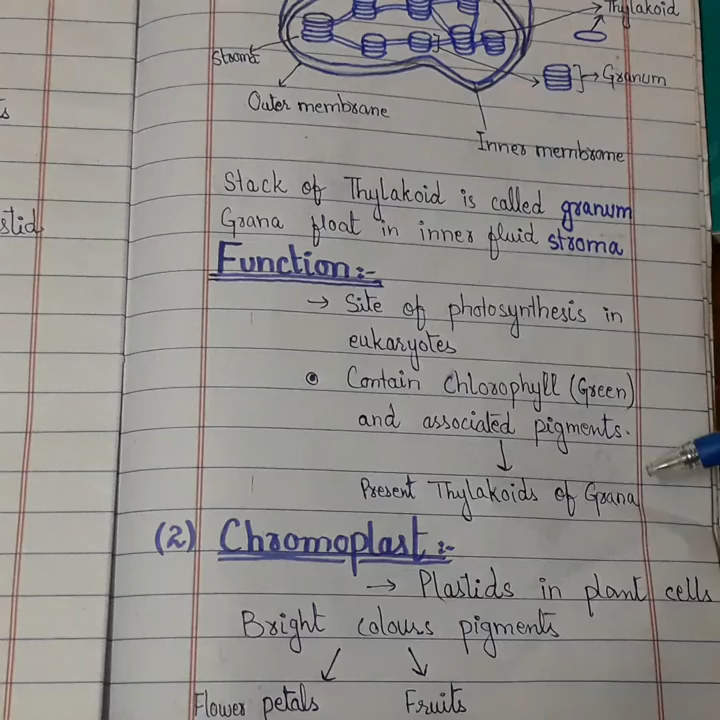 Thylakoid
Stroma
Granum
Outer membrane
Inner membrane
Stack of Thylakoid is called granum
Grana float in inner fluid stroma
Function:-
→ Site of photosynthesis in
eukaryotes
Contain Chlorophyll (Green)
and associated pigments.
Present Thylakoids of Grana
(2) Chromoplast:-
→ Plastids in plant cells
Bright colours pigments
Flower petals Fruits